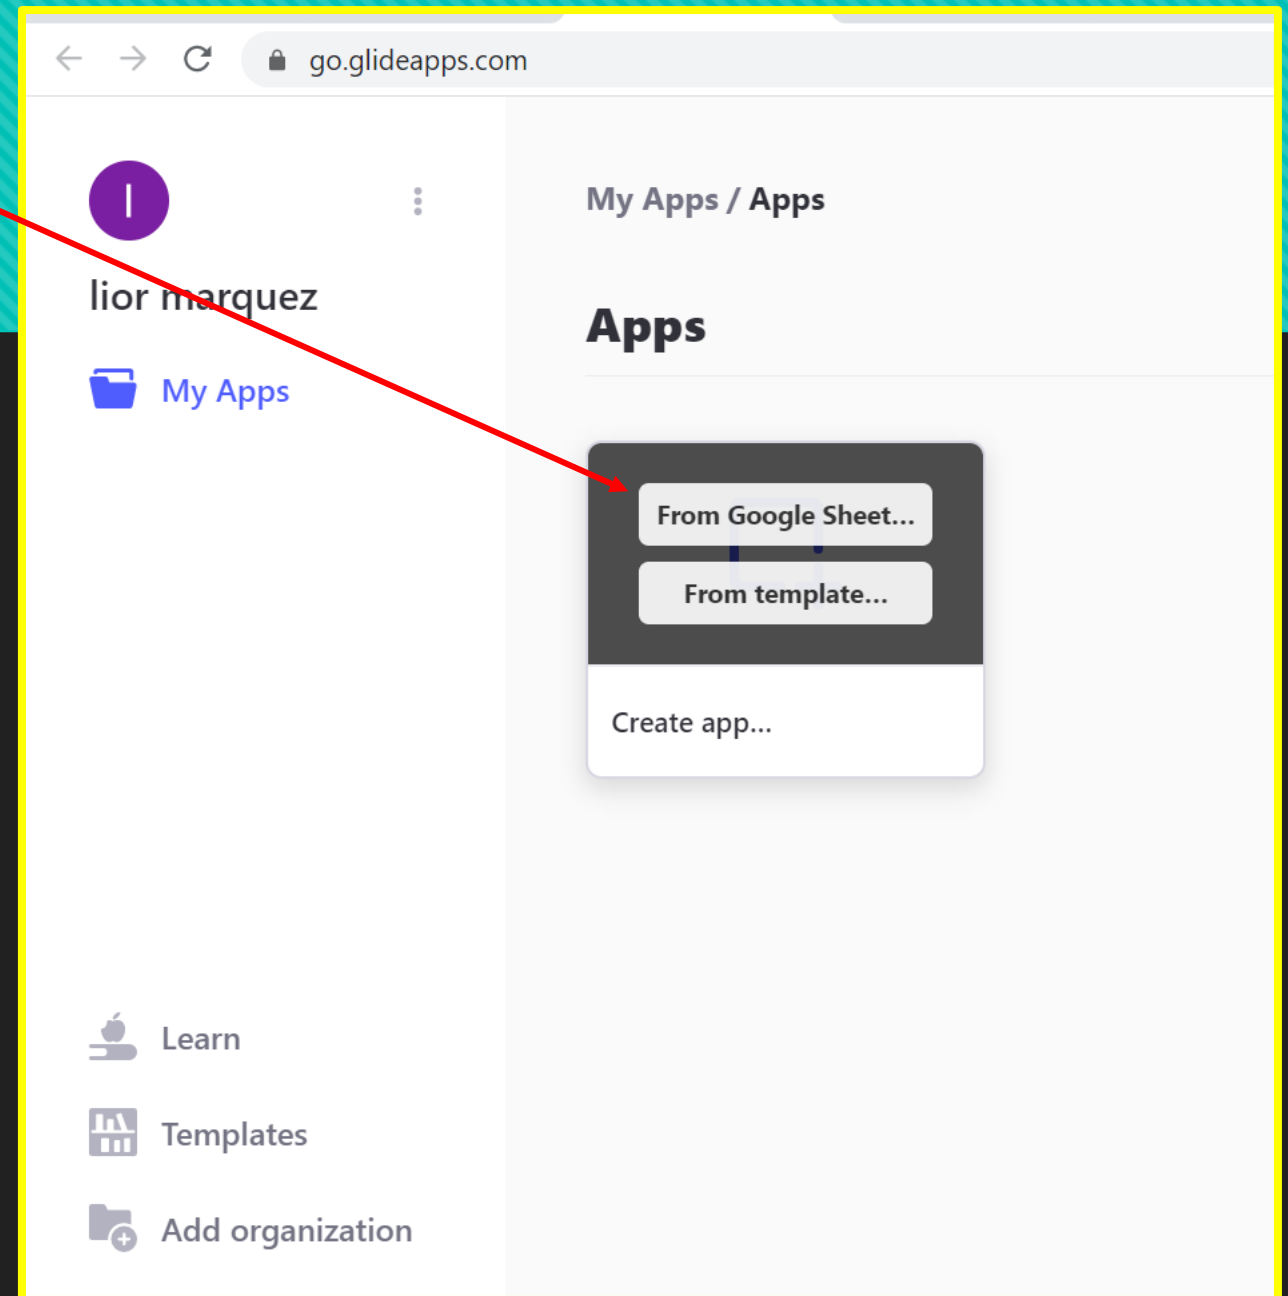 go.glideapps.com
l
lior marquez
My Apps
Learn
Templates
Add organization
My Apps / Apps
Apps
From Google Sheet...
From template...
Create app...